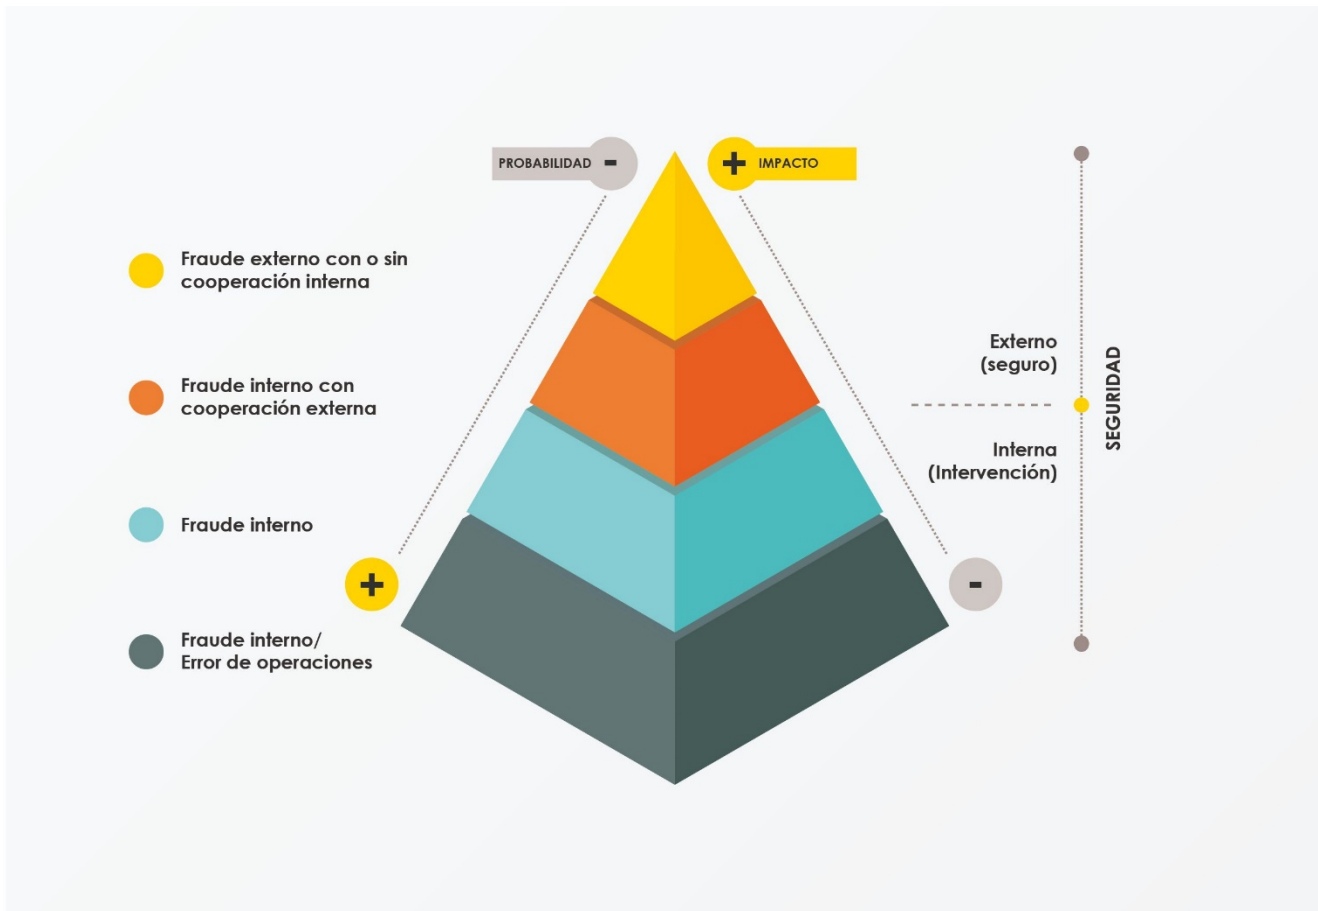 PROBABILIDAD -
+ IMPACTO
Fraude externo con o sin
cooperación interna
Fraude interno con
cooperación externa
Fraude interno
Fraude interno/
Error de operaciones
+
-
Externo
(seguro)
Interna
(Intervención)
SEGURIDAD